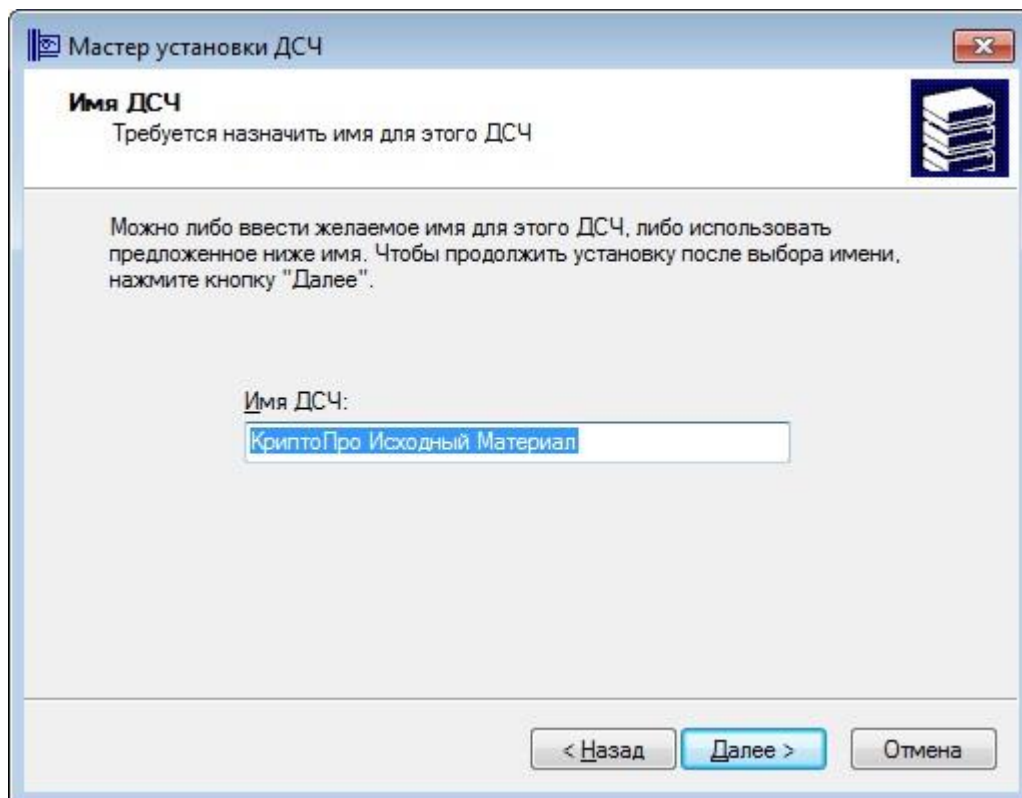 Мастер установки ДСЧ
Имя ДСЧ
Требуется назначить имя для этого ДСЧ
Можно либо ввести желаемое имя для этого ДСЧ, либо использовать
предложенное ниже имя. Чтобы продолжить установку после выбора имени,
нажмите кнопку "Далее".
Имя ДСЧ:
КриптоПро Исходный Материал
< Назад
Далее >
Отмена